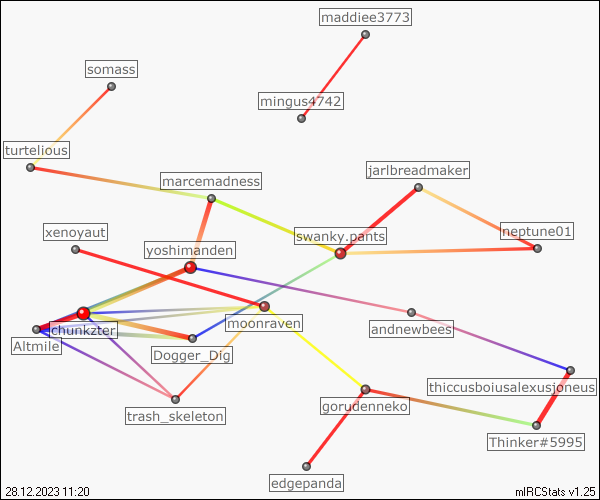 maddiee3773
somass
mingus4742
turtelious
jarlbreadmaker
marcemadness
xenoyaut
neptune01
swanky.pants
yoshimanden
moonraven
chunkzter
andnewbees
Altmile
Dogger_Dig
thiccusboiusalexusjoneus
gorudenneko
trash_skeleton
Thinker#5995
edgepanda
28.12.2023 11:20
mIRCStats v1.25